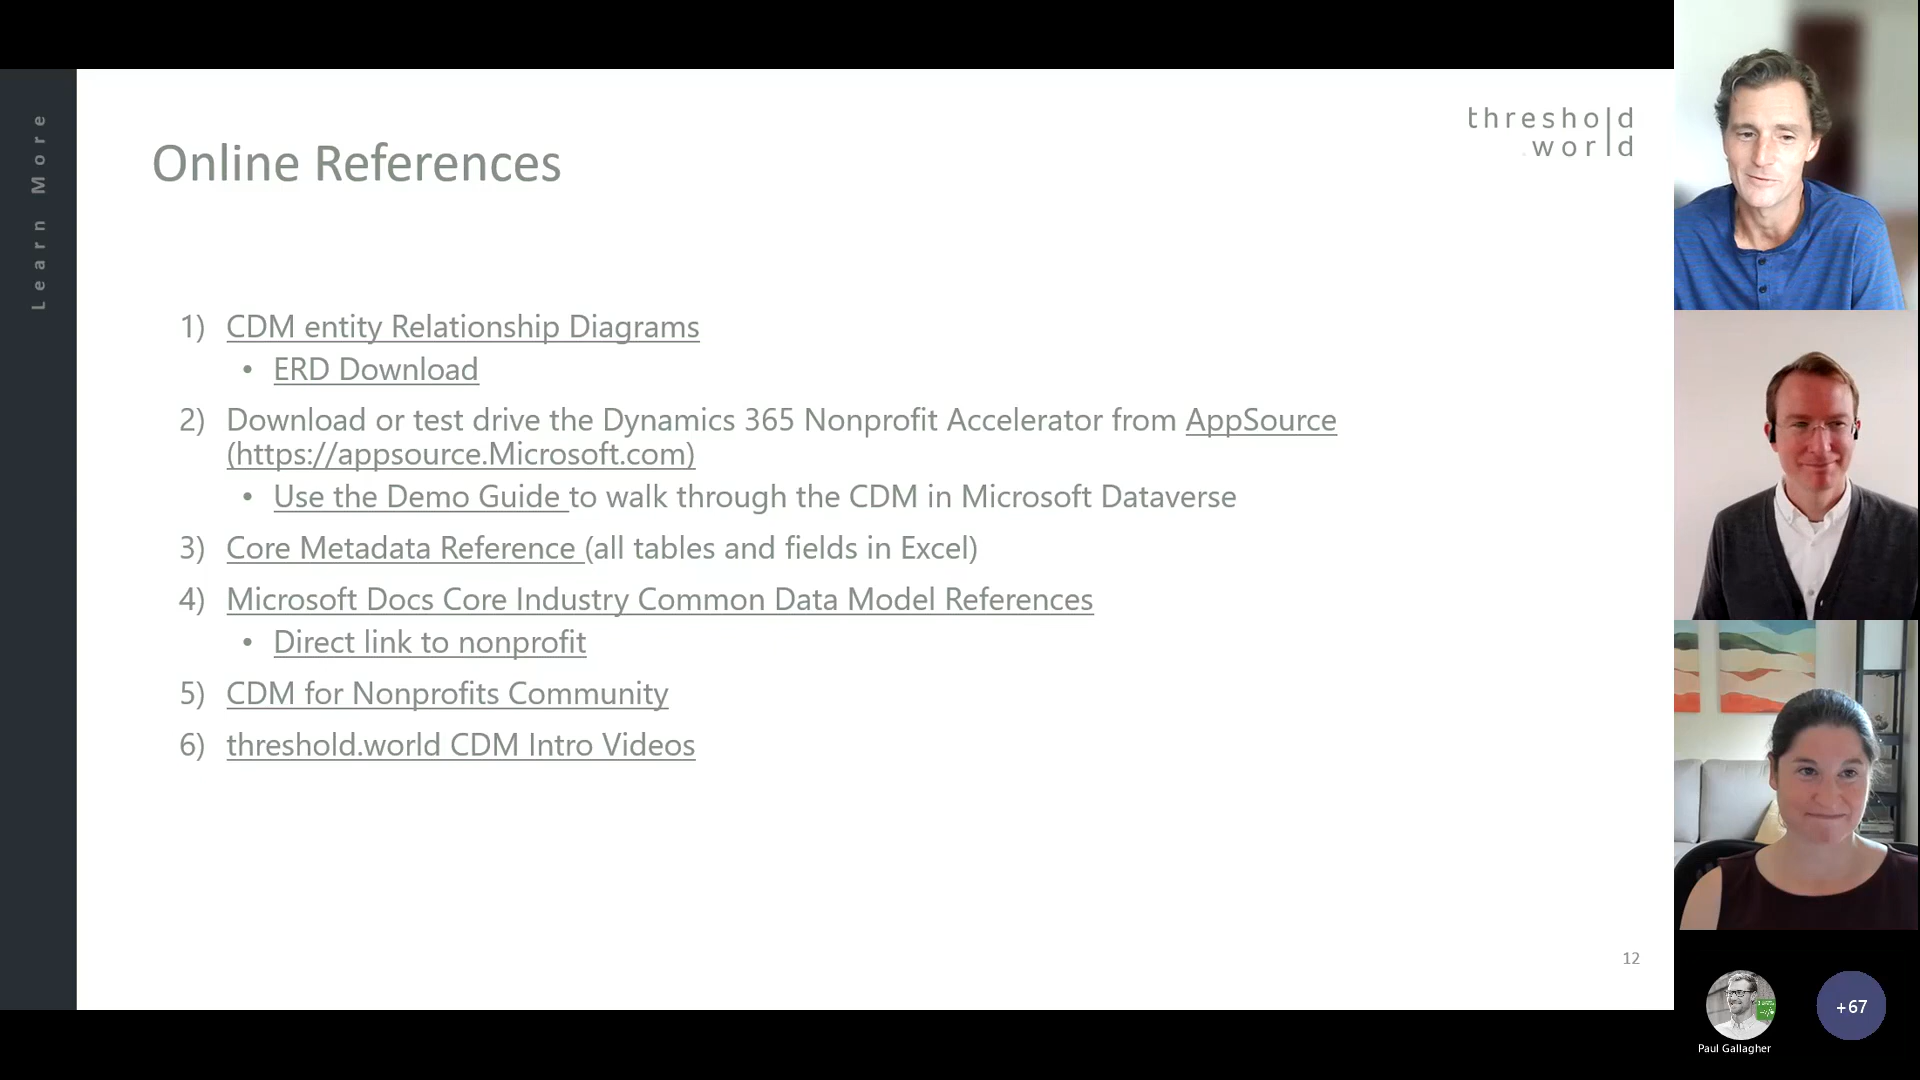 Learn More
threshold
.world
Online References
1) CDM entity Relationship Diagrams
• ERD Download
2) Download or test drive the Dynamics 365 Nonprofit Accelerator from AppSource
(https://appsource.Microsoft.com)
• Use the Demo Guide to walk through the CDM in Microsoft Dataverse
3) Core Metadata Reference (all tables and fields in Excel)
4) Microsoft Docs Core Industry Common Data Model References
• Direct link to nonprofit
5) CDM for Nonprofits Community
6) threshold.world CDM Intro Videos
12
+67
Paul Gallagher